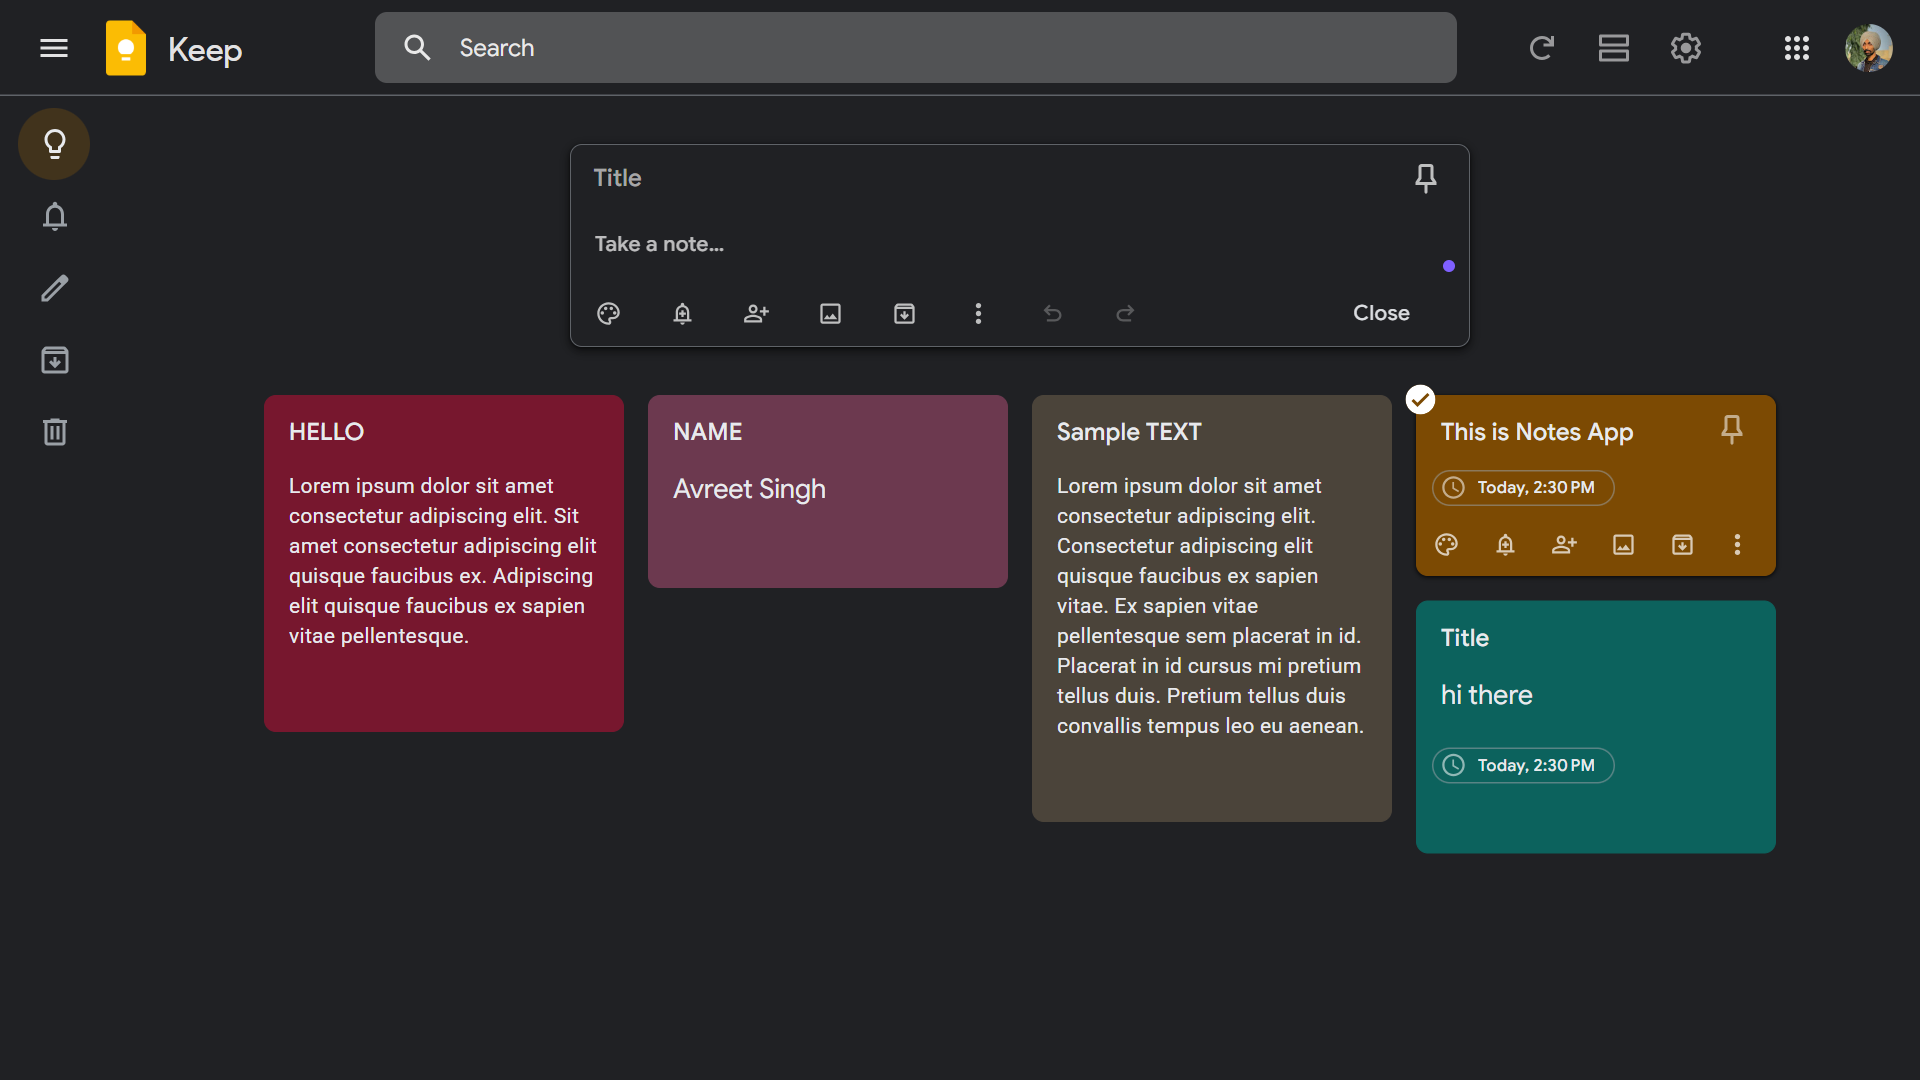 Keep
Search
Title
Take a note...
Close
HELLO
Lorem ipsum dolor sit amet
consectetur adipiscing elit. Sit
amet consectetur adipiscing elit
quisque faucibus ex. Adipiscing
elit quisque faucibus ex sapien
vitae pellentesque.
NAME
Avreet Singh
Sample TEXT
Lorem ipsum dolor sit amet
consectetur adipiscing elit.
Consectetur adipiscing elit
quisque faucibus ex sapien
vitae. Ex sapien vitae
pellentesque sem placerat in id.
Placerat in id cursus mi pretium
tellus duis. Pretium tellus duis
convallis tempus leo eu aenean.
This is Notes App
Today, 2:30 PM
Title
hi there
Today, 2:30 PM